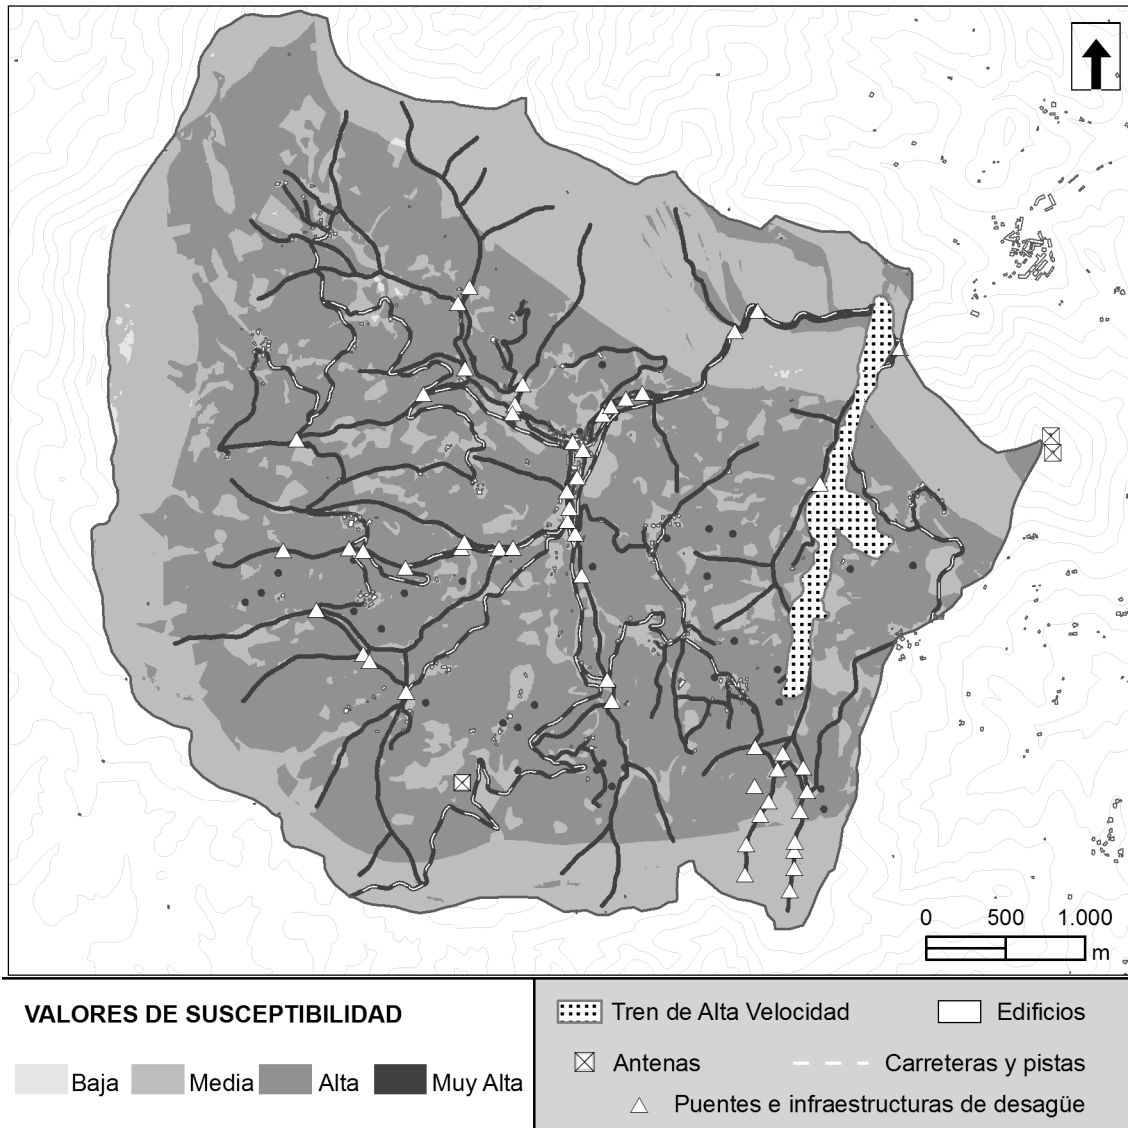 0 500 1.000
m
VALORES DE SUSCEPTIBILIDAD
Baja Media Alta Muy Alta
Tren de Alta Velocidad Edificios
Antenas Carreteras y pistas
Puentes e infraestructuras de desagüe